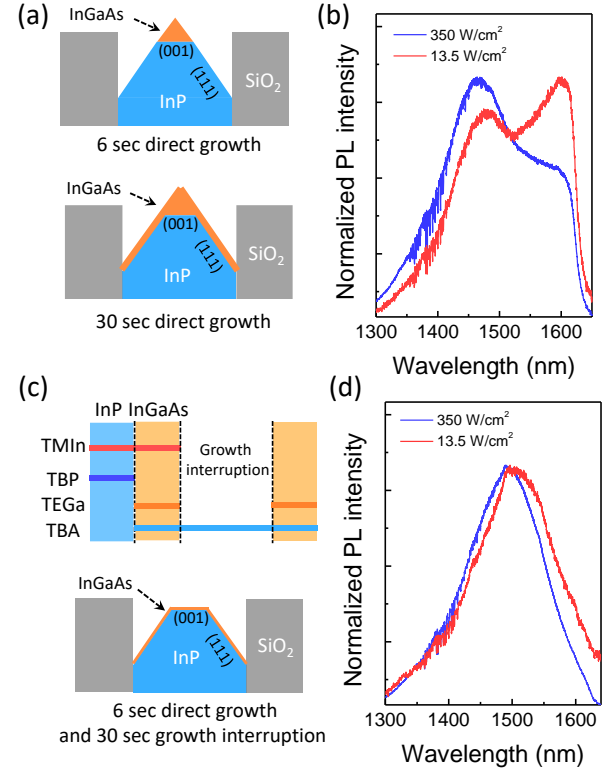 (a)
InGaAs
(001)
(111)
InP
SiO₂
6 sec direct growth
InGaAs
(001)
(111)
InP
SiO₂
30 sec direct growth
(b)
350 W/cm²
13.5 W/cm²
Normalized PL intensity
1300 1400 1500 1600
Wavelength (nm)
(c)
InP InGaAs
TMIn
TBP
TEGa
TBA
Growth
interruption
InGaAs
(001)
(111)
InP
SiO₂
6 sec direct growth
and 30 sec growth interruption
(d)
350 W/cm²
13.5 W/cm²
Normalized PL intensity
1300 1400 1500 1600
Wavelength (nm)